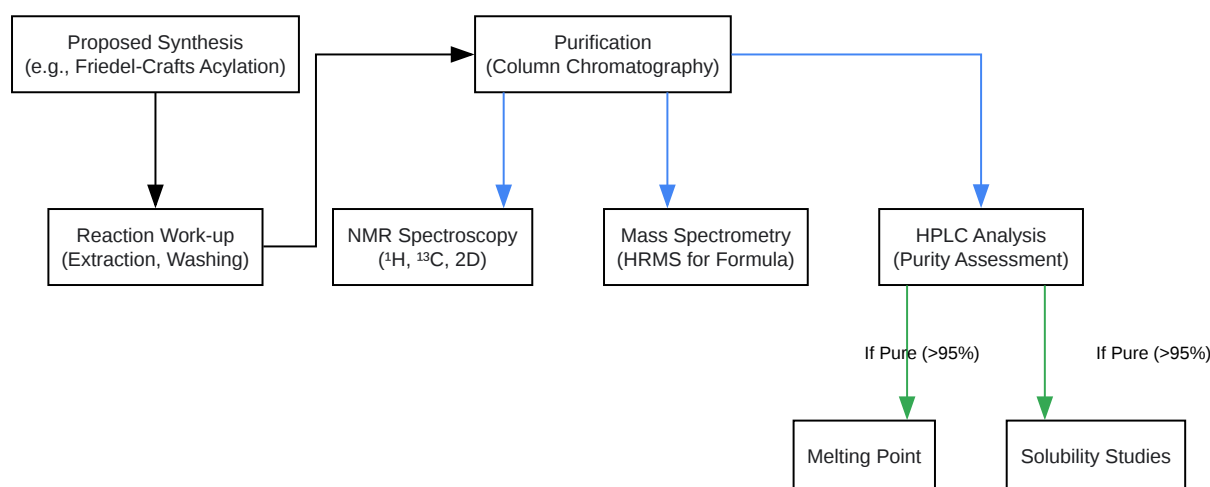 Proposed Synthesis
(e.g., Friedel-Crafts Acylation)
Purification
(Column Chromatography)
Reaction Work-up
(Extraction, Washing)
NMR Spectroscopy
(¹H, ¹³C, 2D)
Mass Spectrometry
(HRMS for Formula)
HPLC Analysis
(Purity Assessment)
If Pure (>95%)
If Pure (>95%)
Melting Point
Solubility Studies